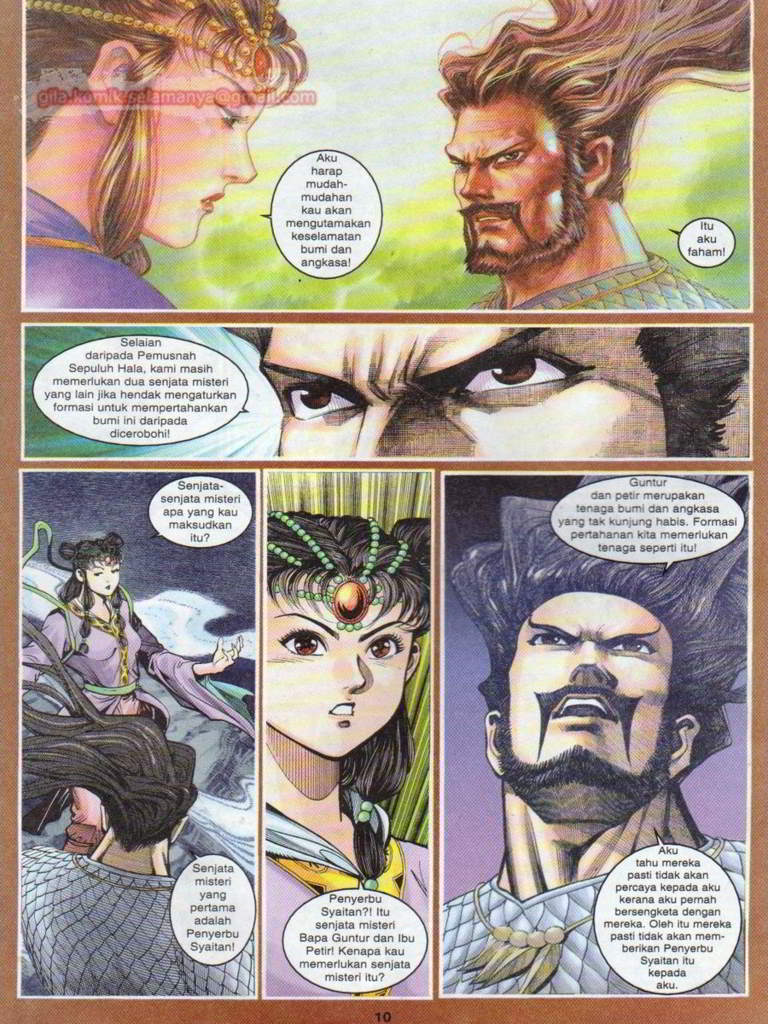 gila.komik.selamanya@gmail.com
Aku
harap
mudah-
mudahan
kau akan
mengutamakan
keselamatan
bumi dan
angkasa!
Itu
aku
faham!
Selaian
daripada Pemusnah
Sepuluh Hala, kami masih
memerlukan dua senjata misteri
yang lain jika hendak mengaturkan
formasi untuk mempertahankan
bumi ini daripada
dicerobohi!
Senjata-
senjata misteri
apa yang kau
maksudkan
itu?
Senjata
misteri
yang
pertama
adalah
Penyerbu
Syaitan!
Penyerbu
Syaitan?! Itu
senjata misteri
Bapa Guntur dan Ibu
Petir! Kenapa kau
memerlukan senjata
misteri itu?
Guntur
dan petir merupakan
tenaga bumi dan angkasa
yang tak kunjung habis. Formasi
pertahanan kita memerlukan
tenaga seperti itu!
Aku
tahu mereka
pasti tidak akan
percaya kepada aku
kerana aku pernah
bersengketa dengan
mereka. Oleh itu mereka
pasti tidak akan mem-
berikan Penyerbu
Syaitan itu
kepada
aku.
10